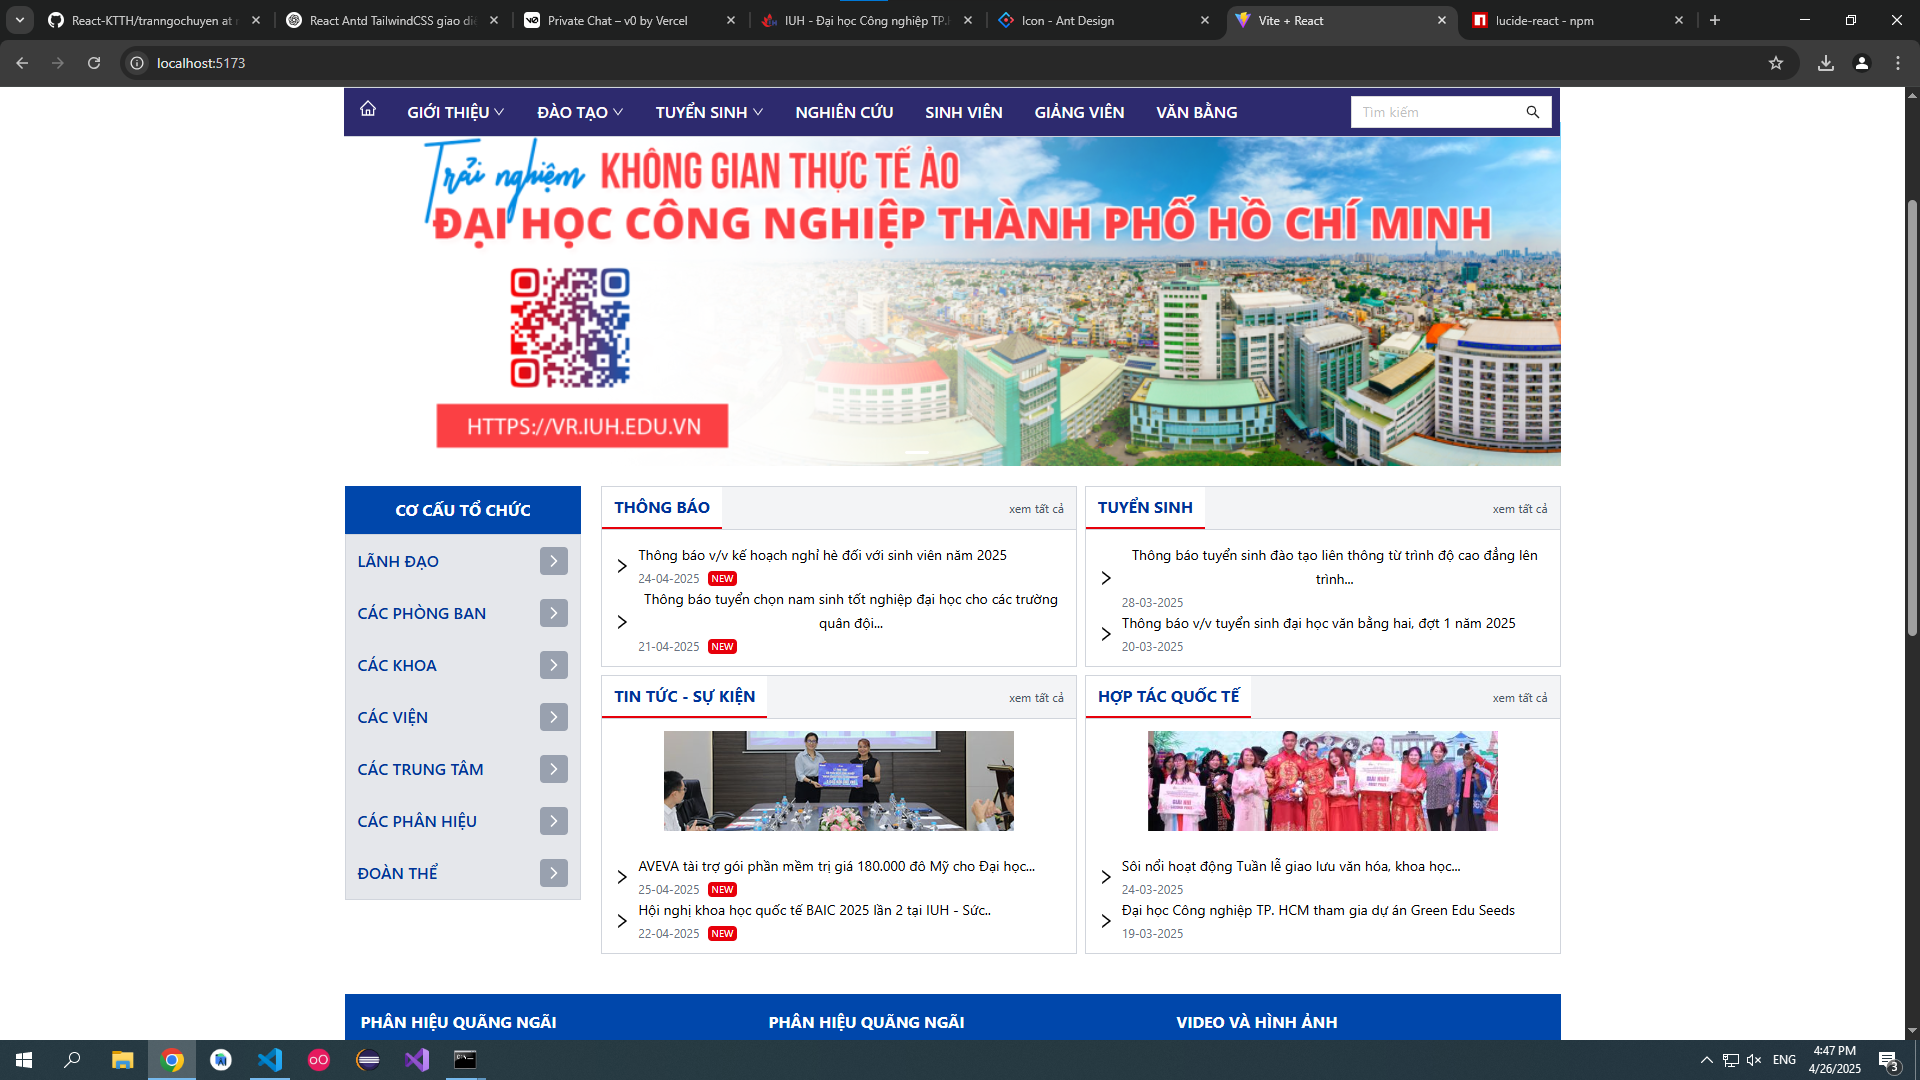 React-KTTH/tranngochuyen at r
React Antd TailwindCSS giao di
Private Chat – v0 by Vercel
IUH - Đại học Công nghiệp TP.H
Icon - Ant Design
Vite + React
lucide-react - npm
localhost:5173
GIỚI THIỆU
ĐÀO TẠO
TUYỂN SINH
NGHIÊN CỨU
SINH VIÊN
GIẢNG VIÊN
VĂN BẰNG
Tìm kiếm
Trải nghiệm KHÔNG GIAN THỰC TẾ ẢO
ĐẠI HỌC CÔNG NGHIỆP THÀNH PHỐ HỒ CHÍ MINH
HTTPS://VR.IUH.EDU.VN
CƠ CẤU TỔ CHỨC
LÃNH ĐẠO
CÁC PHÒNG BAN
CÁC KHOA
CÁC VIỆN
CÁC TRUNG TÂM
CÁC PHÂN HIỆU
ĐOÀN THỂ
THÔNG BÁO
xem tất cả
Thông báo v/v kế hoạch nghỉ hè đối với sinh viên năm 2025
24-04-2025 NEW
Thông báo tuyển chọn nam sinh tốt nghiệp đại học cho các trường
quân đội...
21-04-2025 NEW
TUYỂN SINH
xem tất cả
Thông báo tuyển sinh đào tạo liên thông từ trình độ cao đẳng lên
trình...
28-03-2025
Thông báo v/v tuyển sinh đại học văn bằng hai, đợt 1 năm 2025
20-03-2025
TIN TỨC - SỰ KIỆN
xem tất cả
AVEVA tài trợ gói phần mềm trị giá 180.000 đô Mỹ cho Đại học...
25-04-2025 NEW
Hội nghị khoa học quốc tế BAIC 2025 lần 2 tại IUH - Sức..
22-04-2025 NEW
HỢP TÁC QUỐC TẾ
xem tất cả
GIẢI NHÌ
GIẢI NHẤT
Sôi nổi hoạt động Tuần lễ giao lưu văn hóa, khoa học...
24-03-2025
Đại học Công nghiệp TP. HCM tham gia dự án Green Edu Seeds
19-03-2025
PHÂN HIỆU QUÃNG NGÃI
PHÂN HIỆU QUÃNG NGÃI
VIDEO VÀ HÌNH ẢNH
ENG
4:47 PM
4/26/2025
3